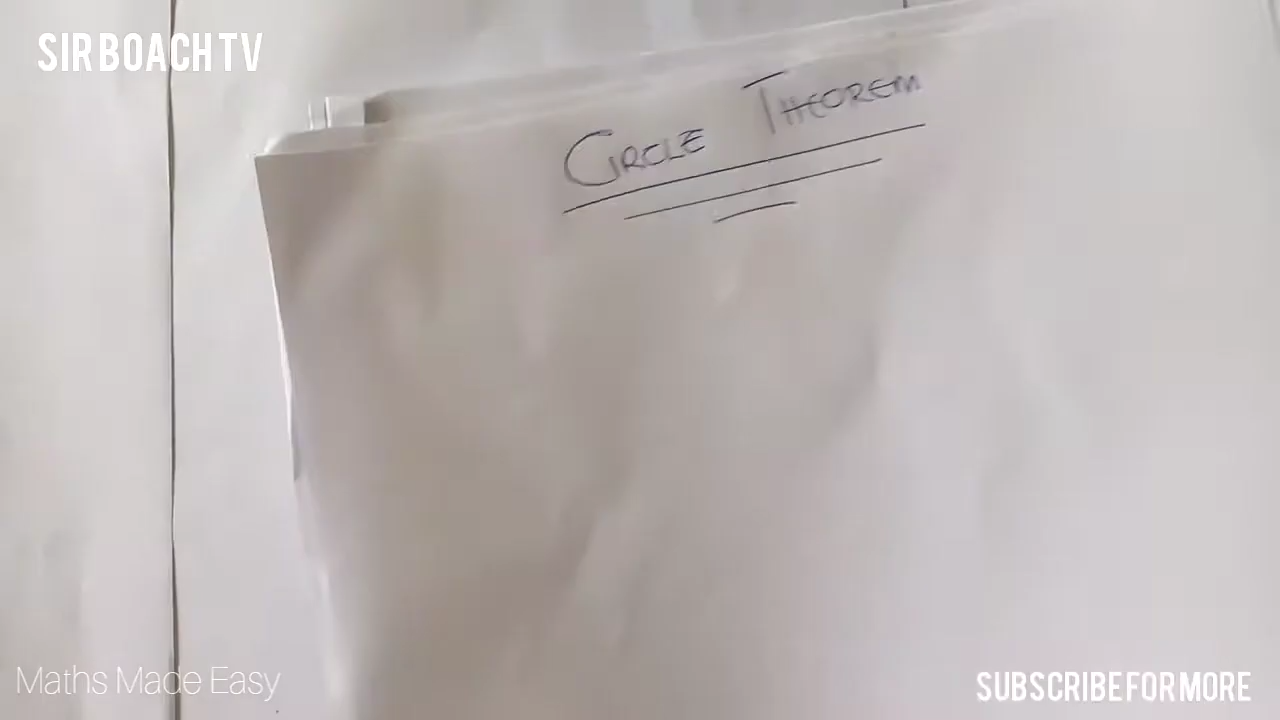 SIR BOACH TV
CIRCLE THEOREM
Maths Made Easy
SUBSCRIBE FOR MORE